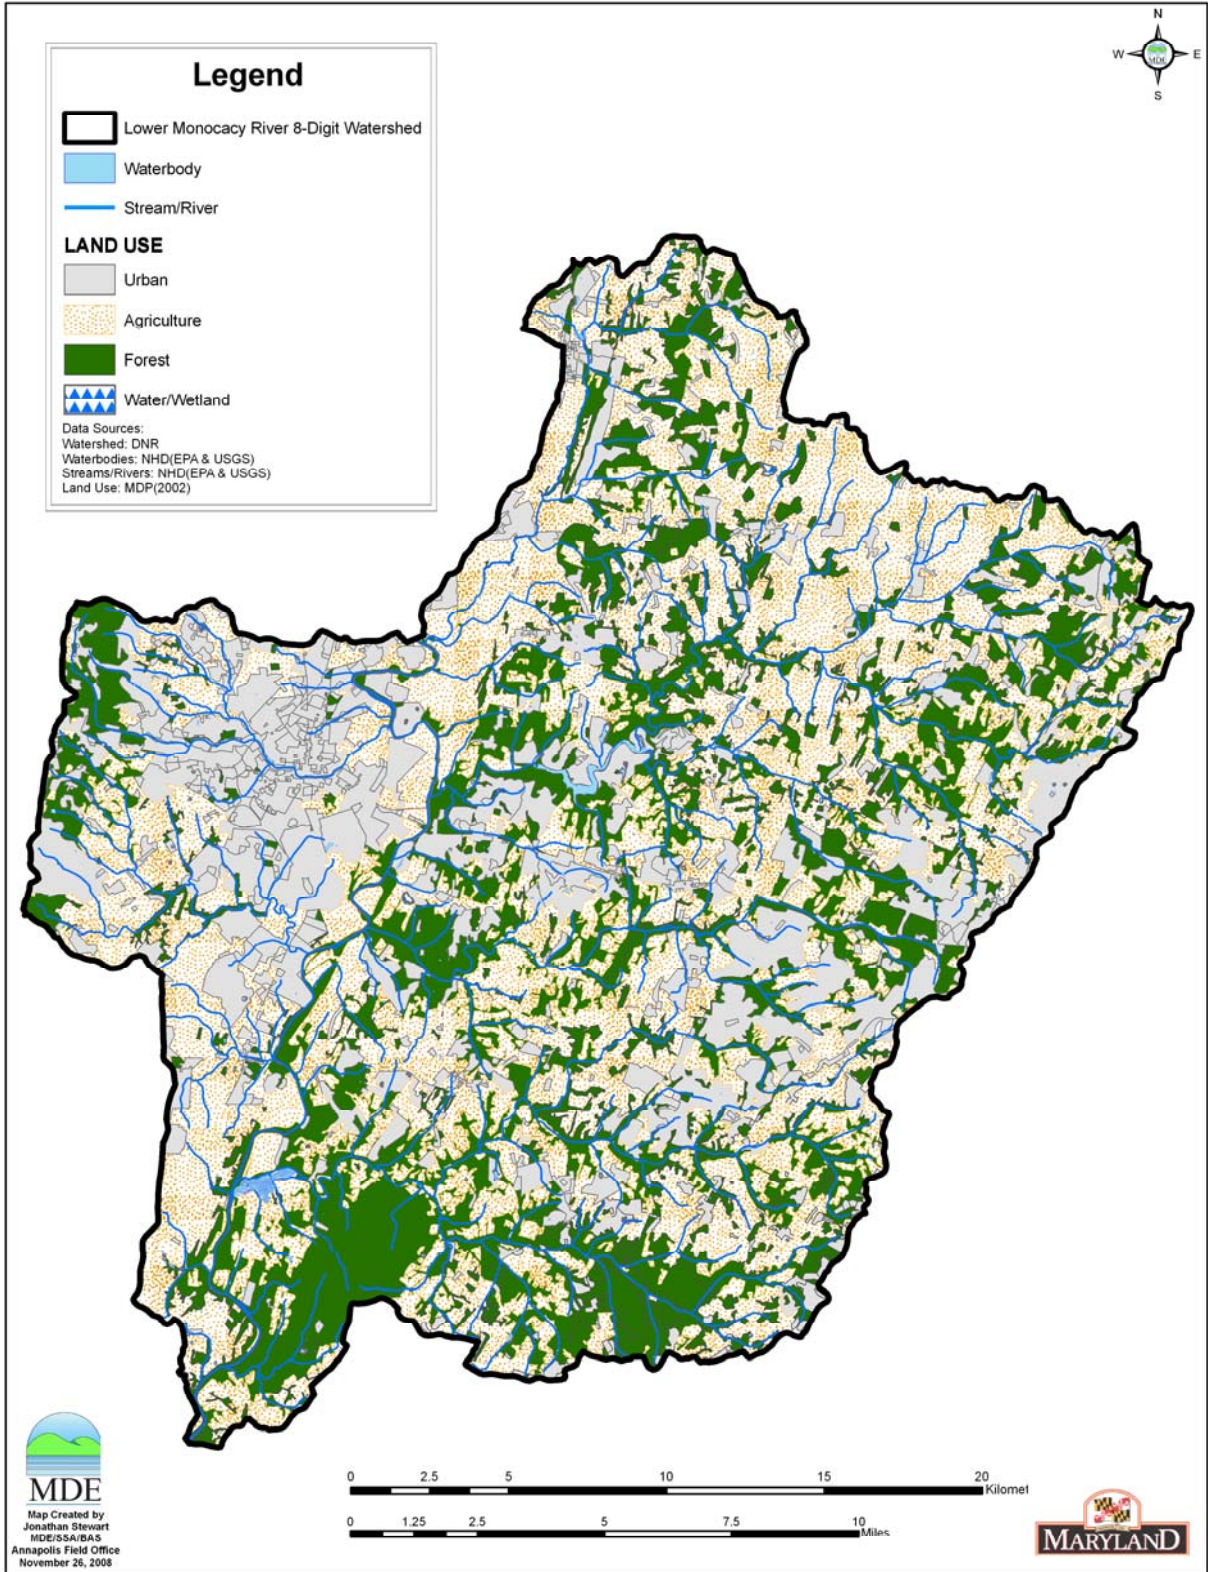 N
W
E
MDE
S
Legend
Lower Monocacy River 8-Digit Watershed
Waterbody
Stream/River
LAND USE
Urban
Agriculture
Forest
Water/Wetland
Data Sources:
Watershed: DNR
Waterbodies: NHD(EPA & USGS)
Streams/Rivers: NHD(EPA & USGS)
Land Use: MDP(2002)
MDE
Map Created by
Jonathan Stewart
MDE/SSA/BAS
Annapolis Field Office
November 26, 2008
0 2.5 5 10 15 20
Kilomet
0 1.25 2.5 5 7.5 10
Miles
MARYLAND